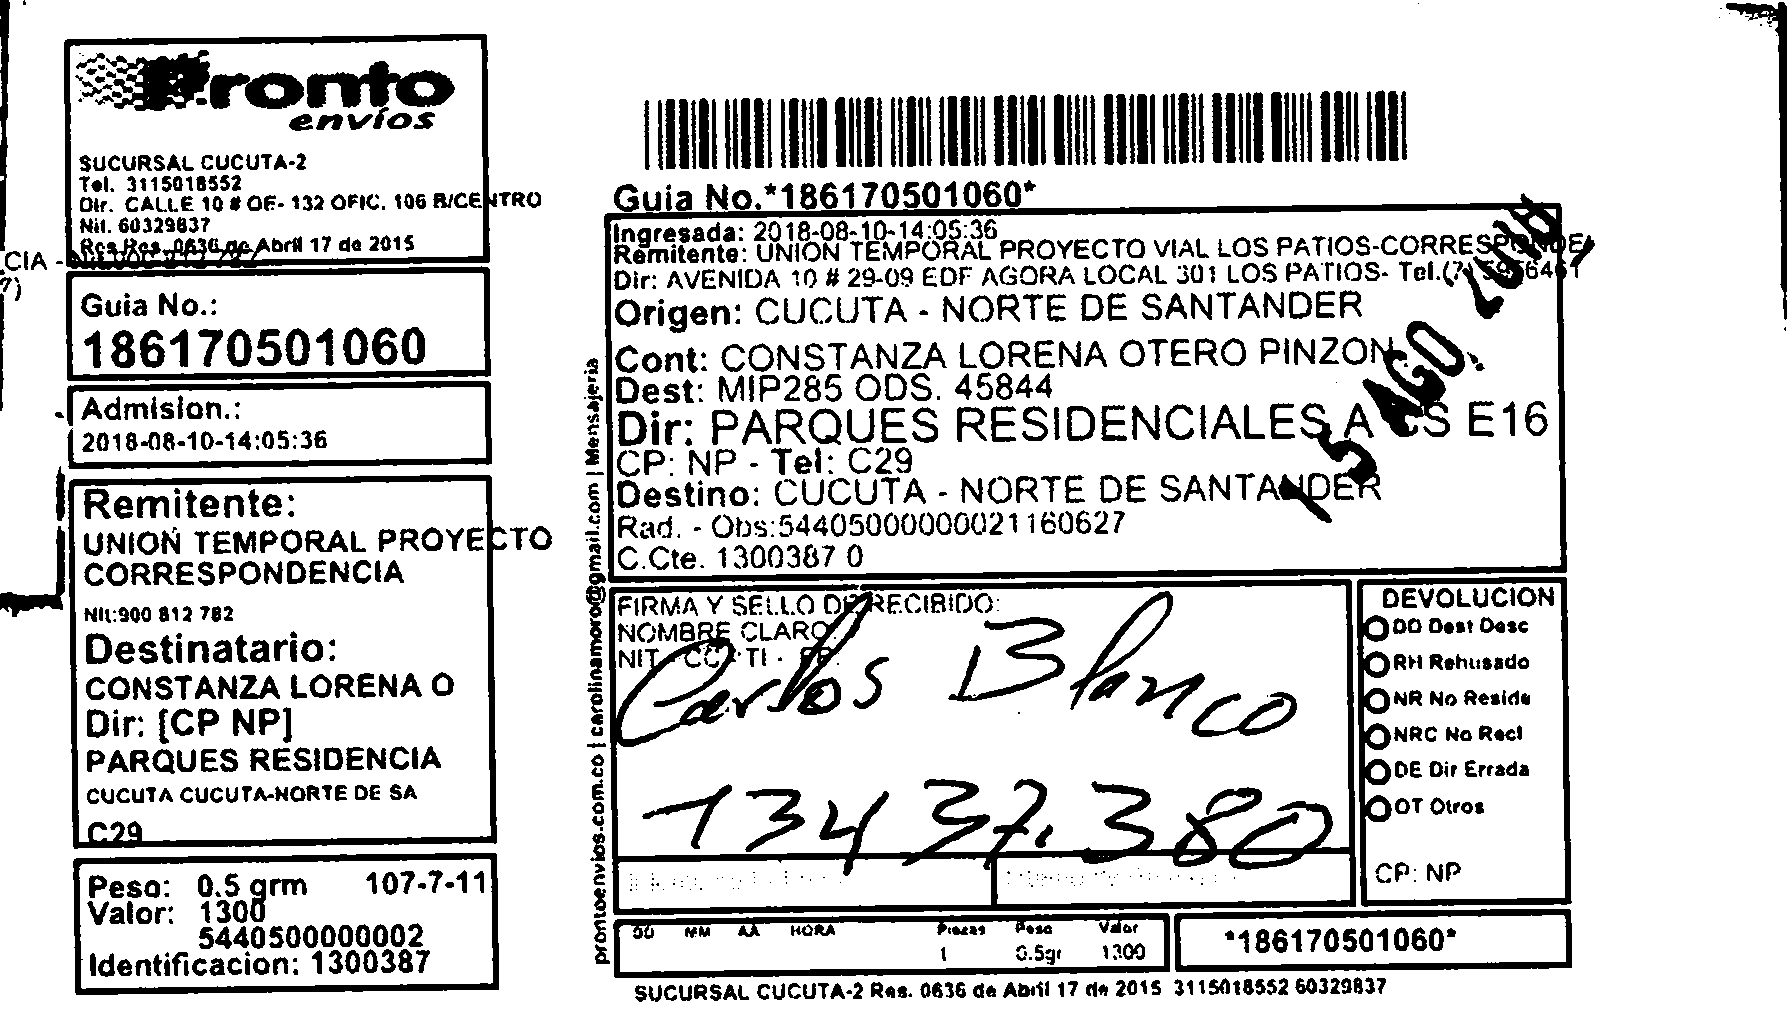 Pronto
envíos
SUCURSAL CUCUTA-2
Tel. 3115018552
Dir. CALLE 10 # OE- 132 OFIC. 106 B/CENTRO
Nit. 60329837
Res.Res. 0636 de Abril 17 de 2015
CIA -
7)
Guia No.:
186170501060
Admision.:
2018-08-10-14:05:36
Remitente:
UNION TEMPORAL PROYECTO
CORRESPONDENCIA
Nit:900 812 782
Destinatario:
CONSTANZA LORENA O
Dir: [CP NP]
PARQUES RESIDENCIA
CUCUTA CUCUTA-NORTE DE SA
C29
Peso: 0.5 grm 107-7-11
Valor: 1300
5440500000002
Identificacion: 1300387
prontoenvios.com.co | carolinamoro@gmail.com | Mensajeria
Guia No.*186170501060*
Ingresada: 2018-08-10-14:05:36
Remitente: UNION TEMPORAL PROYECTO VIAL LOS PATIOS-CORRESPONDE
Dir: AVENIDA 10 # 29-09 EDF AGORA LOCAL 301 LOS PATIOS- Tel.(7)
Origen: CUCUTA - NORTE DE SANTANDER
Cont: CONSTANZA LORENA OTERO PINZON
Dest: MIP285 ODS. 45844
Dir: PARQUES RESIDENCIALES A CS E16
CP: NP - Tel: C29
Destino: CUCUTA - NORTE DE SANTANDER
Rad. - Obs:544050000000021160627
C.Cte. 1300387 0
15 AGO. 2018
FIRMA Y SELLO DE RECIBIDO:
NOMBRE CLARO
NIT - CC - TI -
Carlos Blanco
13437.380
DEVOLUCION
DD Dest Desc
RH Rehusado
NR No Reside
NRC No Recl
DE Dir Errada
OT Otros
CP: NP
DD MM AA HORA Piezas Peso Valor
1 0.5gr 1300
*186170501060*
SUCURSAL CUCUTA-2 Res. 0636 de Abril 17 de 2015 3115018552 60329837